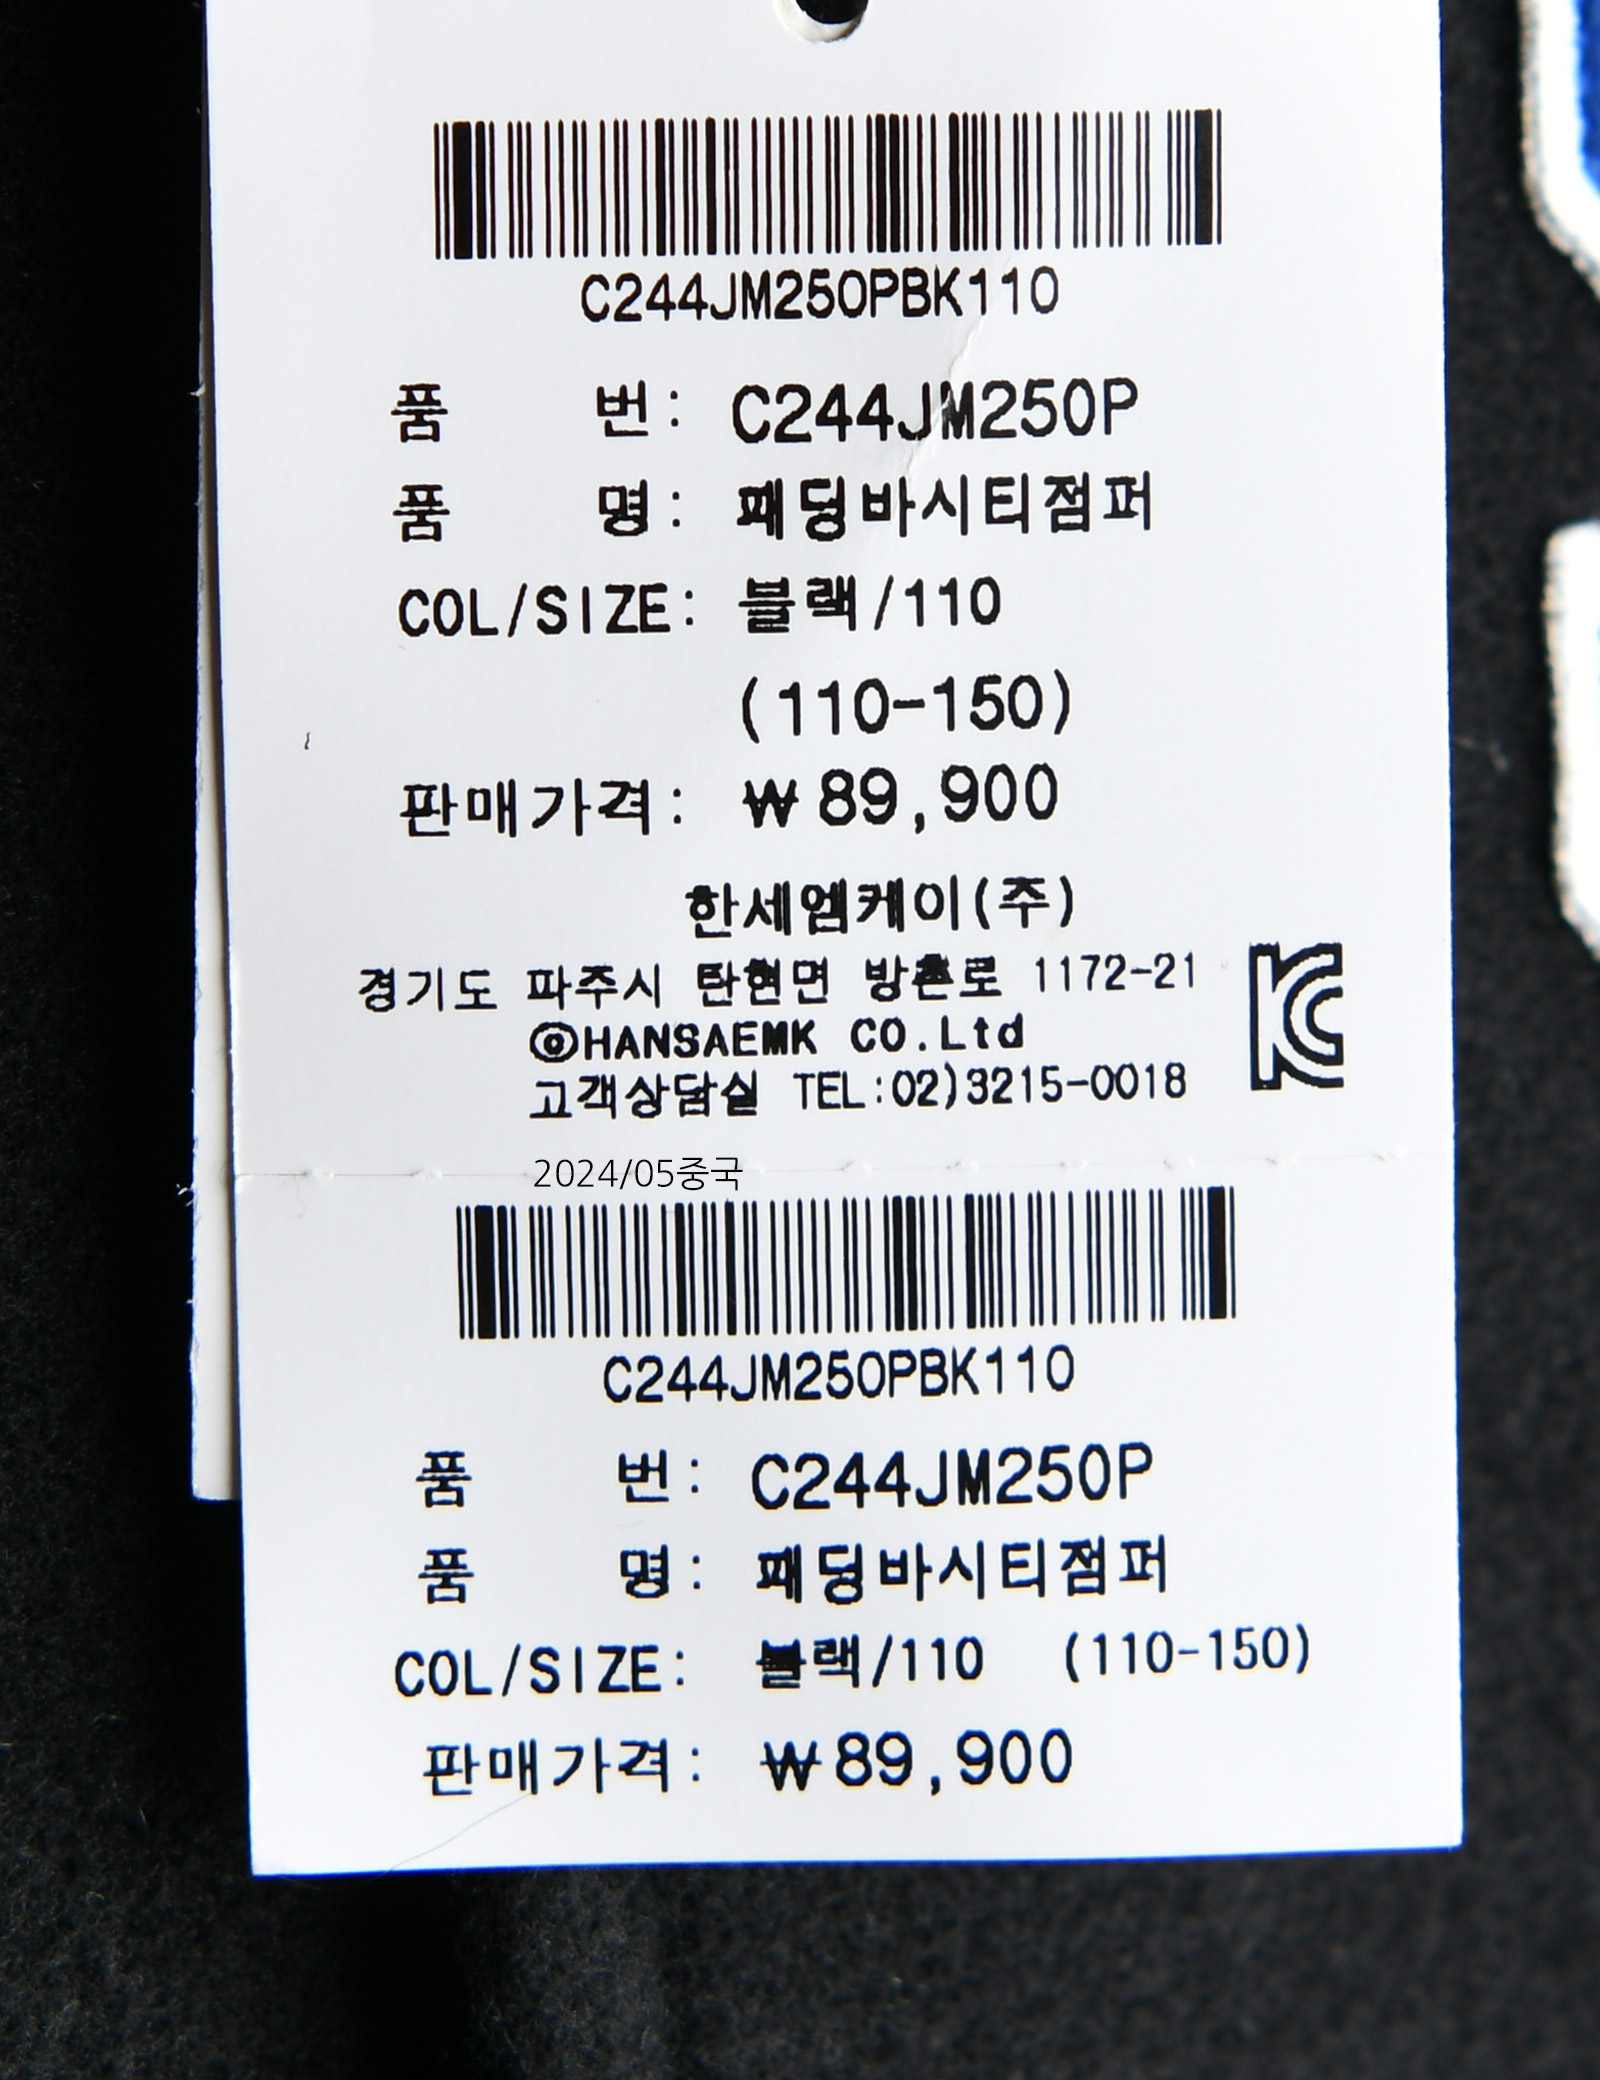 C244JM250PBK110
품 번: C244JM250P
품 명: 패딩바시티점퍼
COL/SIZE: 블랙/110
(110-150)
판매가격: ₩89,900
한세엠케이(주)
경기도 파주시 탄현면 방촌로 1172-21
©HANSAEMK CO.Ltd
고객상담실 TEL:02)3215-0018
2024/05중국
C244JM250PBK110
품 번: C244JM250P
품 명: 패딩바시티점퍼
COL/SIZE: 블랙/110 (110-150)
판매가격: ₩89,900